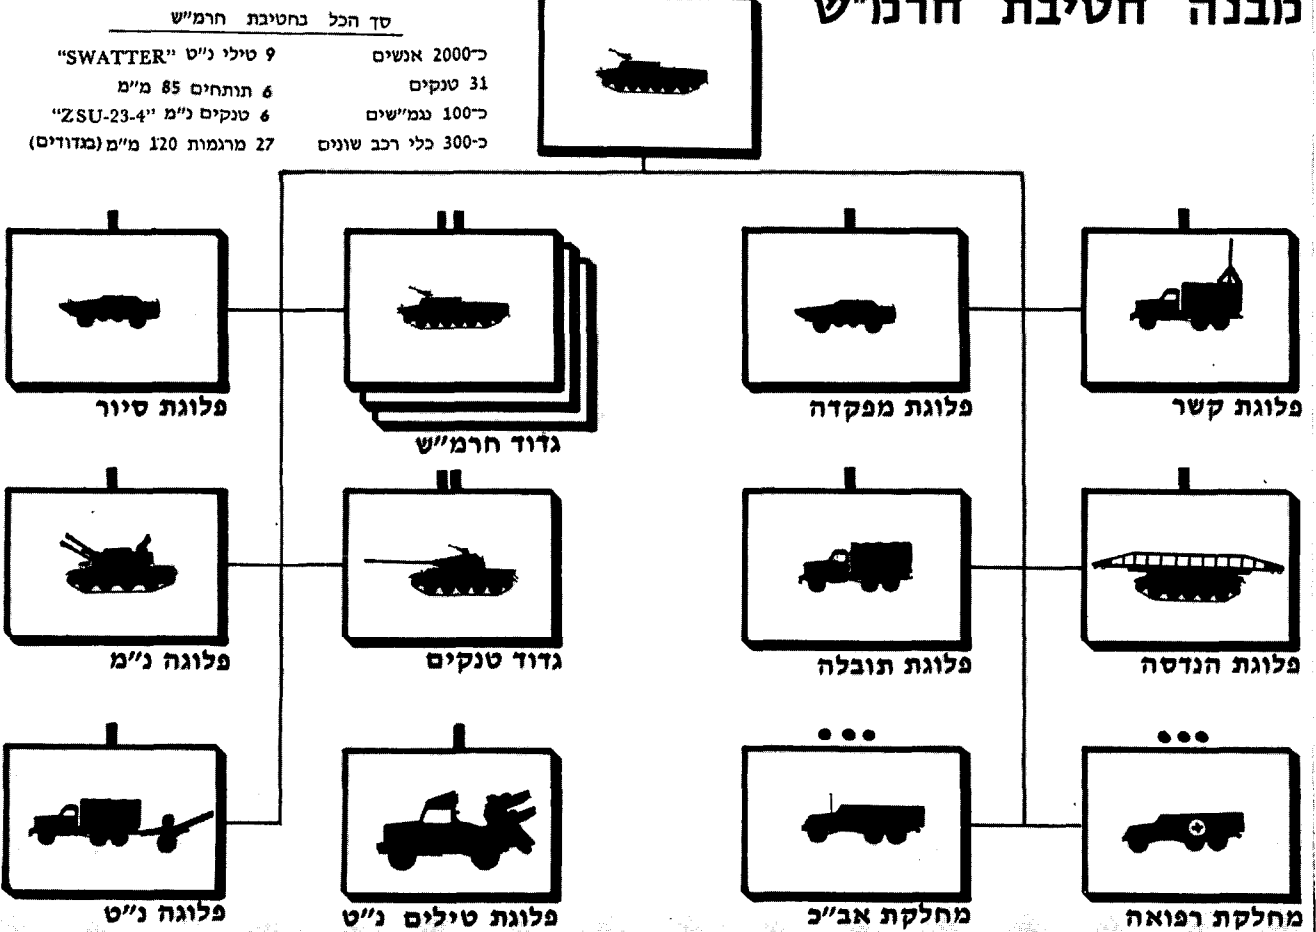 מבנה חטיבת חרמ"ש
סך הכל בחטיבת חרמ"ש
כ-2000 אנשים
31 טנקים
כ-100 נגמ"שים
כ-300 כלי רכב שונים
9 טילי נ"ט "SWATTER"
6 תותחים 85 מ"מ
6 טנקים נ"מ "ZSU-23-4"
27 מרגמות 120 מ"מ (בגדודים)
פלוגת קשר
פלוגת מפקדה
גדוד חרמ"ש
פלוגת סיור
פלוגת הנדסה
פלוגת תובלה
גדוד טנקים
פלוגה נ"מ
מחלקת רפואה
מחלקת אב"כ
פלוגת טילים נ"ט
פלוגה נ"ט